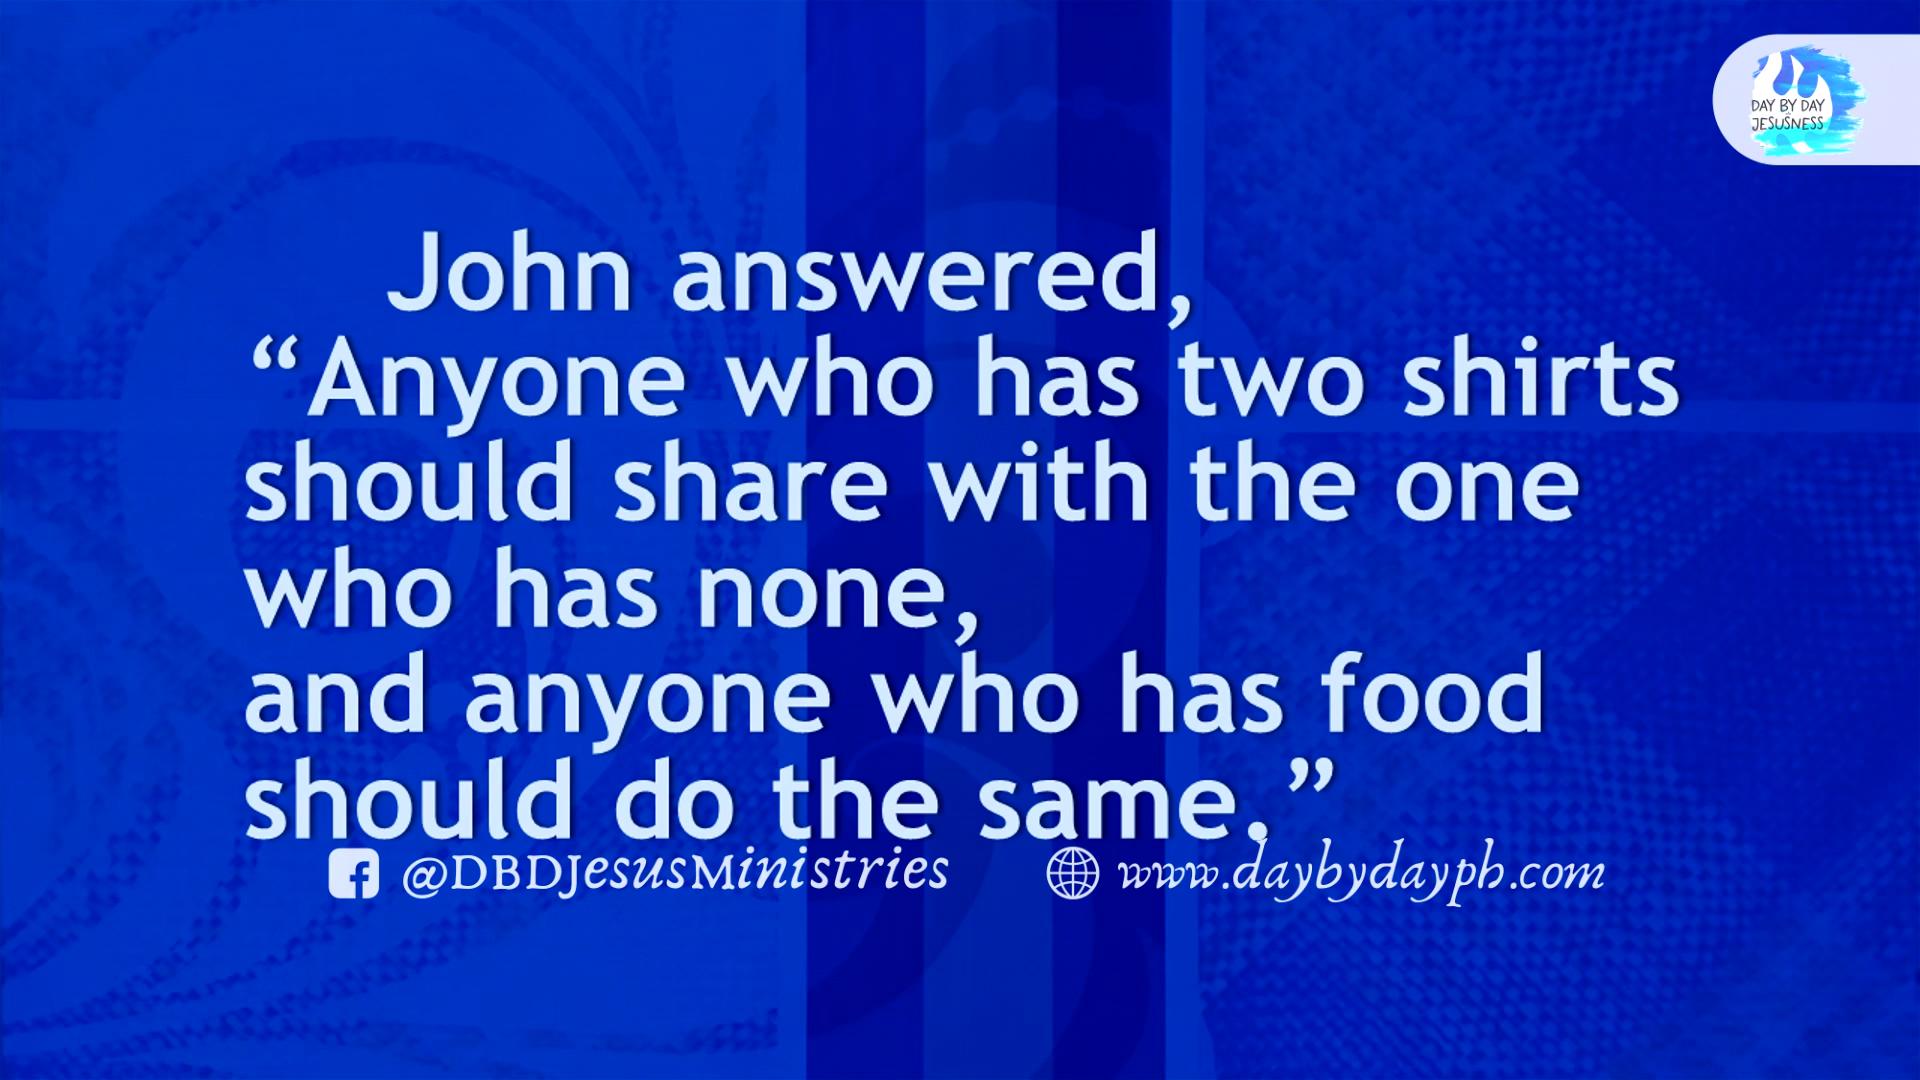 DAY BY DAY
JESUSNESS
John answered,
“Anyone who has two shirts
should share with the one
who has none,
and anyone who has food
should do the same.”
@DBDJesusMinistries
www.daybydayph.com